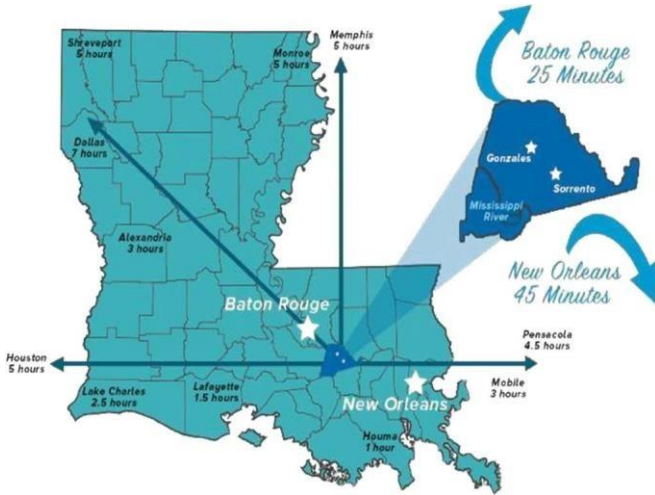 Memphis
5 hours
Shreveport
5 hours
Monroe
5 hours
Dallas
7 hours
Alexandria
3 hours
Baton Rouge
Houston
5 hours
Lake Charles
2.5 hours
Lafayette
1.5 hours
New Orleans
Houma
1 hour
Pensacola
4.5 hours
Mobile
3 hours
Baton Rouge
25 Minutes
Gonzales
Sorrento
Mississippi
River
New Orleans
45 Minutes